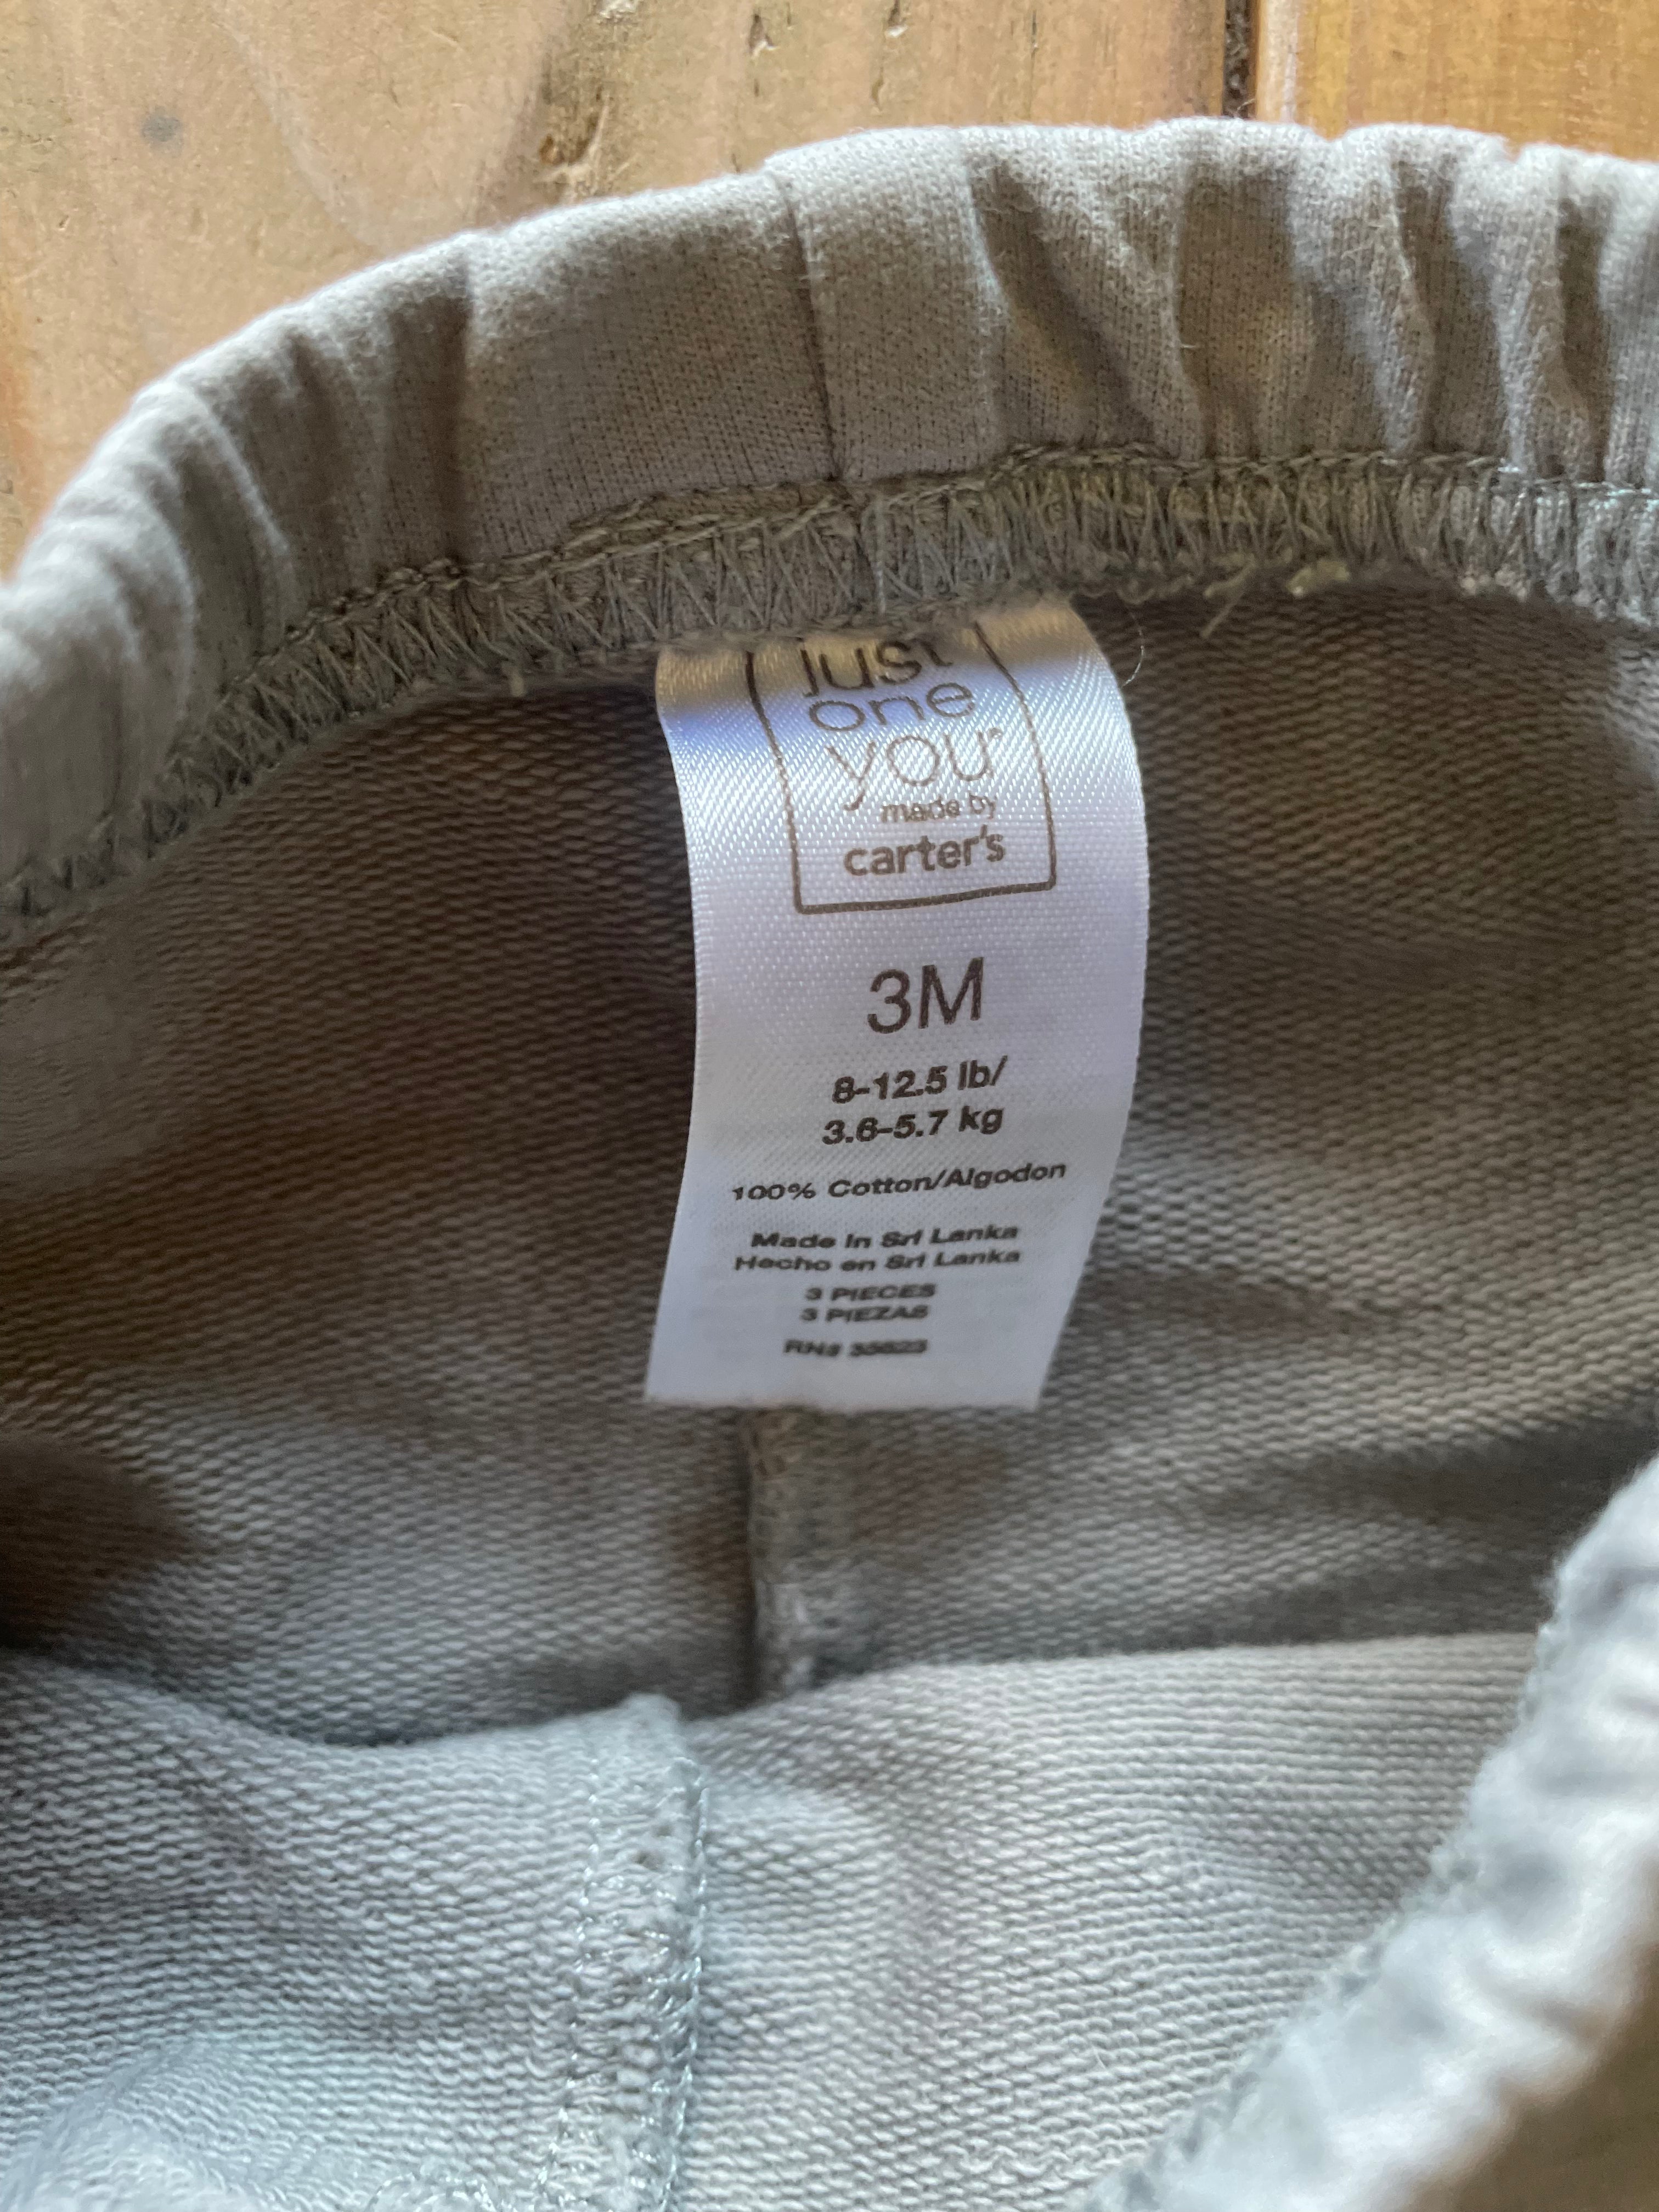 just
one
you®
made by
carter's
3M
8-12.5 lb/
3.6-5.7 kg
100% Cotton/Algodon
Made in Sri Lanka
Hecho en Sri Lanka
3 PIECES
3 PIEZAS
RN#